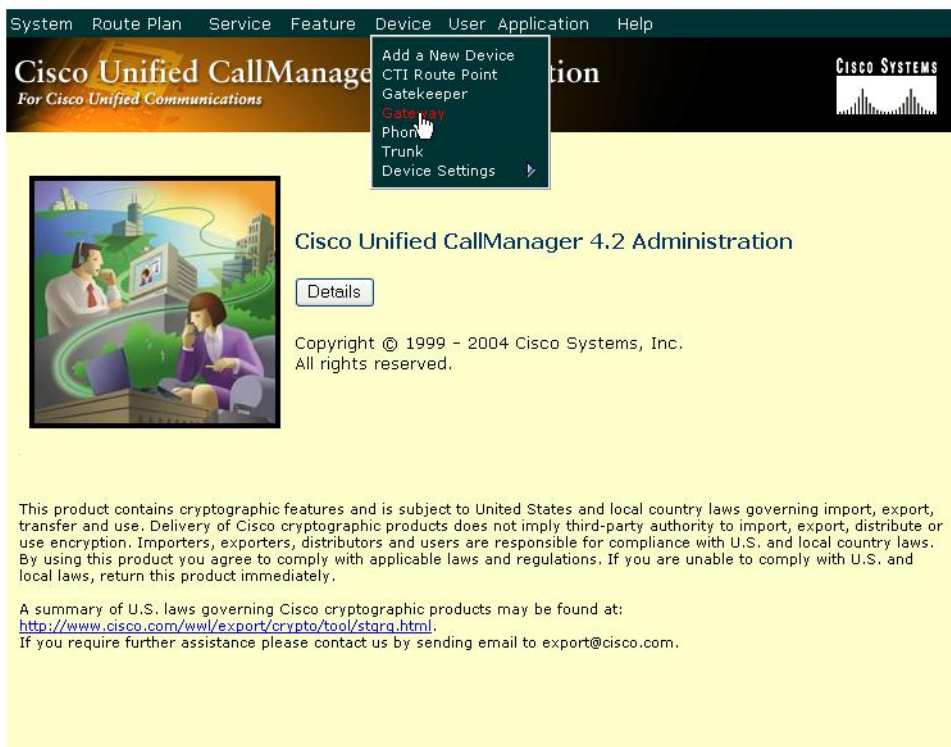 System Route Plan Service Feature Device User Application Help
Cisco Unified CallManage tion
For Cisco Unified Communications
CISCO SYSTEMS
Add a New Device
CTI Route Point
Gatekeeper
Gateway
Phon
Trunk
Device Settings
Cisco Unified CallManager 4.2 Administration
Details
Copyright © 1999 - 2004 Cisco Systems, Inc.
All rights reserved.
This product contains cryptographic features and is subject to United States and local country laws governing import, export,
transfer and use. Delivery of Cisco cryptographic products does not imply third-party authority to import, export, distribute or
use encryption. Importers, exporters, distributors and users are responsible for compliance with U.S. and local country laws.
By using this product you agree to comply with applicable laws and regulations. If you are unable to comply with U.S. and
local laws, return this product immediately.
A summary of U.S. laws governing Cisco cryptographic products may be found at:
http://www.cisco.com/wwl/export/crypto/tool/stqrg.html.
If you require further assistance please contact us by sending email to export@cisco.com.